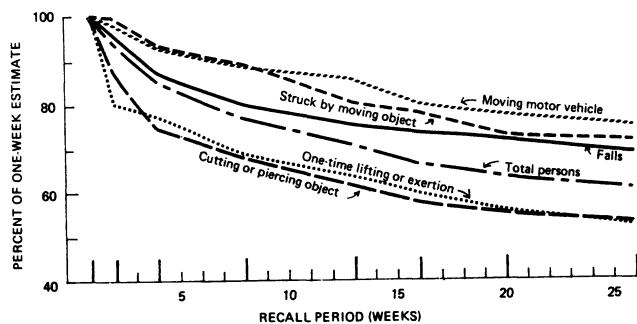 PERCENT OF ONE-WEEK ESTIMATE
100
80
60
40
Moving motor vehicle
Struck by moving object
Falls
One-time lifting or exertion
Total persons
Cutting or piercing object
5
10
15
20
25
RECALL PERIOD (WEEKS)